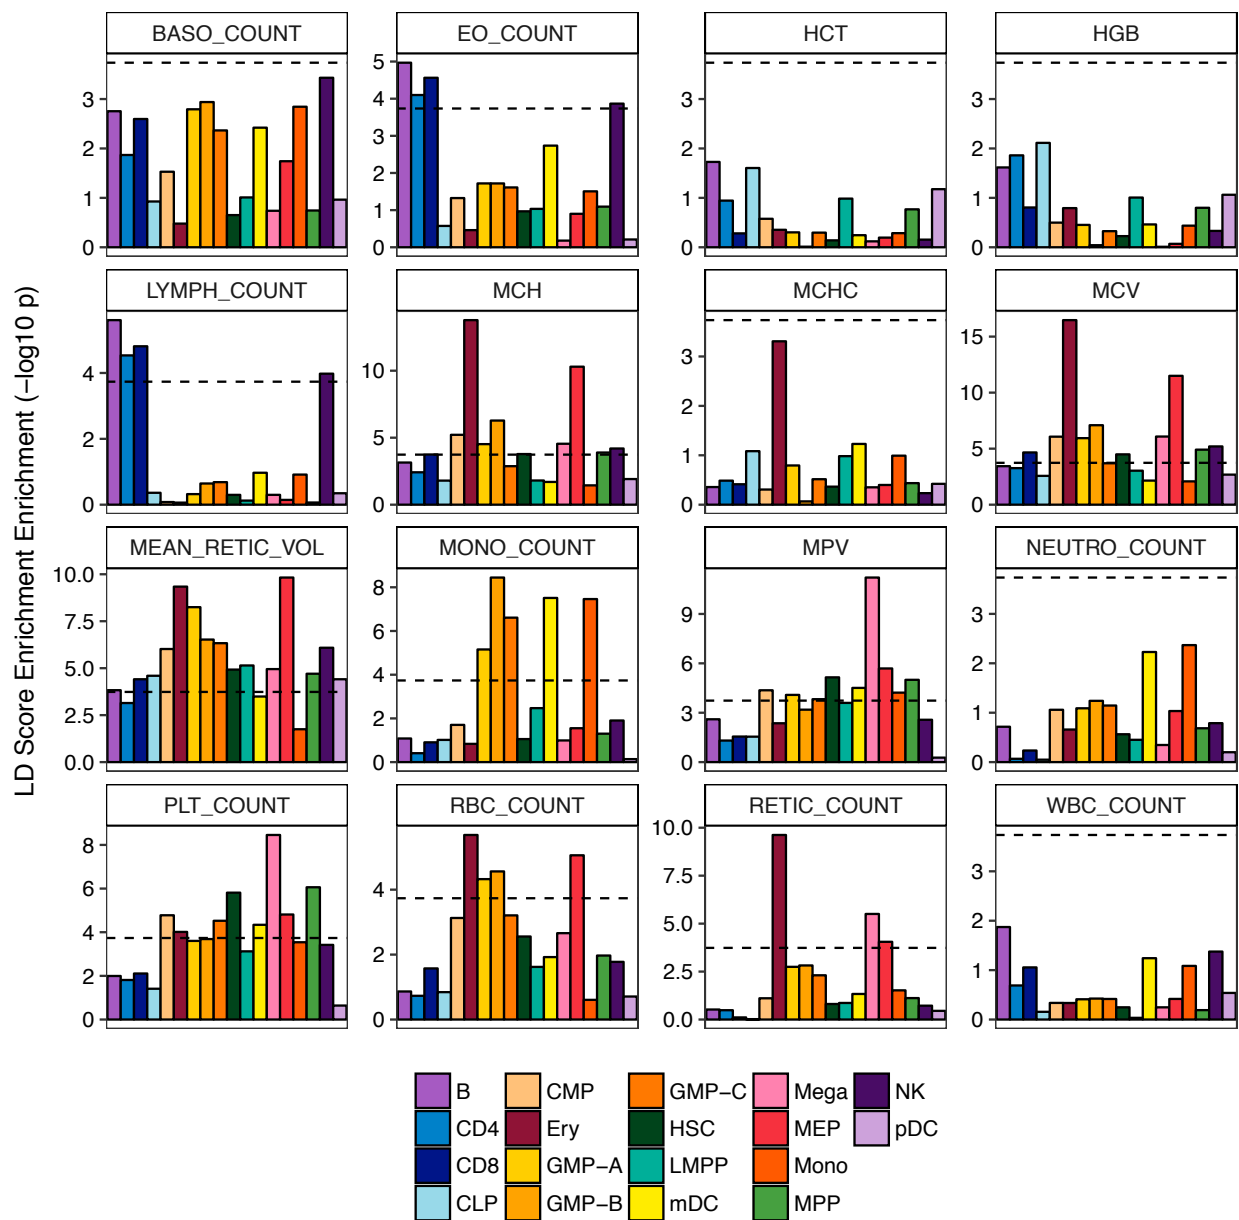 LD Score Enrichment Enrichment (−log10 p)
BASO_COUNT EO_COUNT HCT HGB
3 2 1 0
5 4 3 2 1 0
3 2 1 0
3 2 1 0
LYMPH_COUNT MCH MCHC MCV
4 2 0
10 5 0
3 2 1 0
15 10 5 0
MEAN_RETIC_VOL MONO_COUNT MPV NEUTRO_COUNT
10.0 7.5 5.0 2.5 0.0
8 6 4 2 0
9 6 3 0
3 2 1 0
PLT_COUNT RBC_COUNT RETIC_COUNT WBC_COUNT
8 6 4 2 0
4 2 0
10.0 7.5 5.0 2.5 0.0
3 2 1 0
B CMP GMP−C Mega NK
CD4 Ery HSC MEP pDC
CD8 GMP−A LMPP Mono
CLP GMP−B mDC MPP